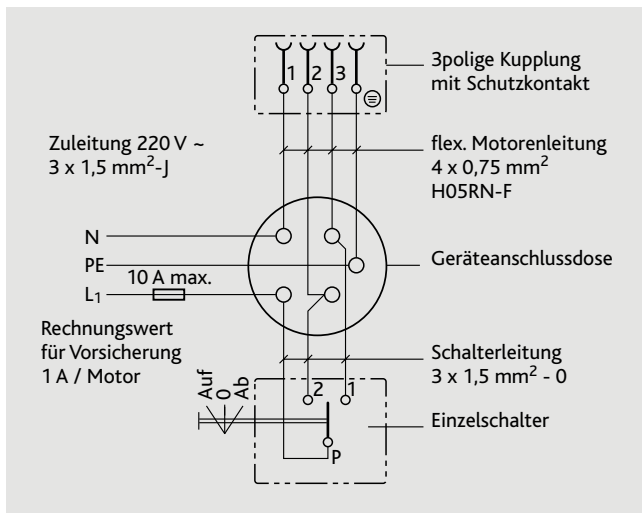 1 2 3
3polige Kupplung
mit Schutzkontakt
Zuleitung 220 V ~
3 x 1,5 mm²-J
flex. Motorenleitung
4 x 0,75 mm²
H05RN-F
N
PE
10 A max.
L1
Geräteanschlussdose
Rechnungswert
für Vorsicherung
1 A / Motor
Schalterleitung
3 x 1,5 mm² - 0
Auf
0
Ab
2 1
Einzelschalter
P